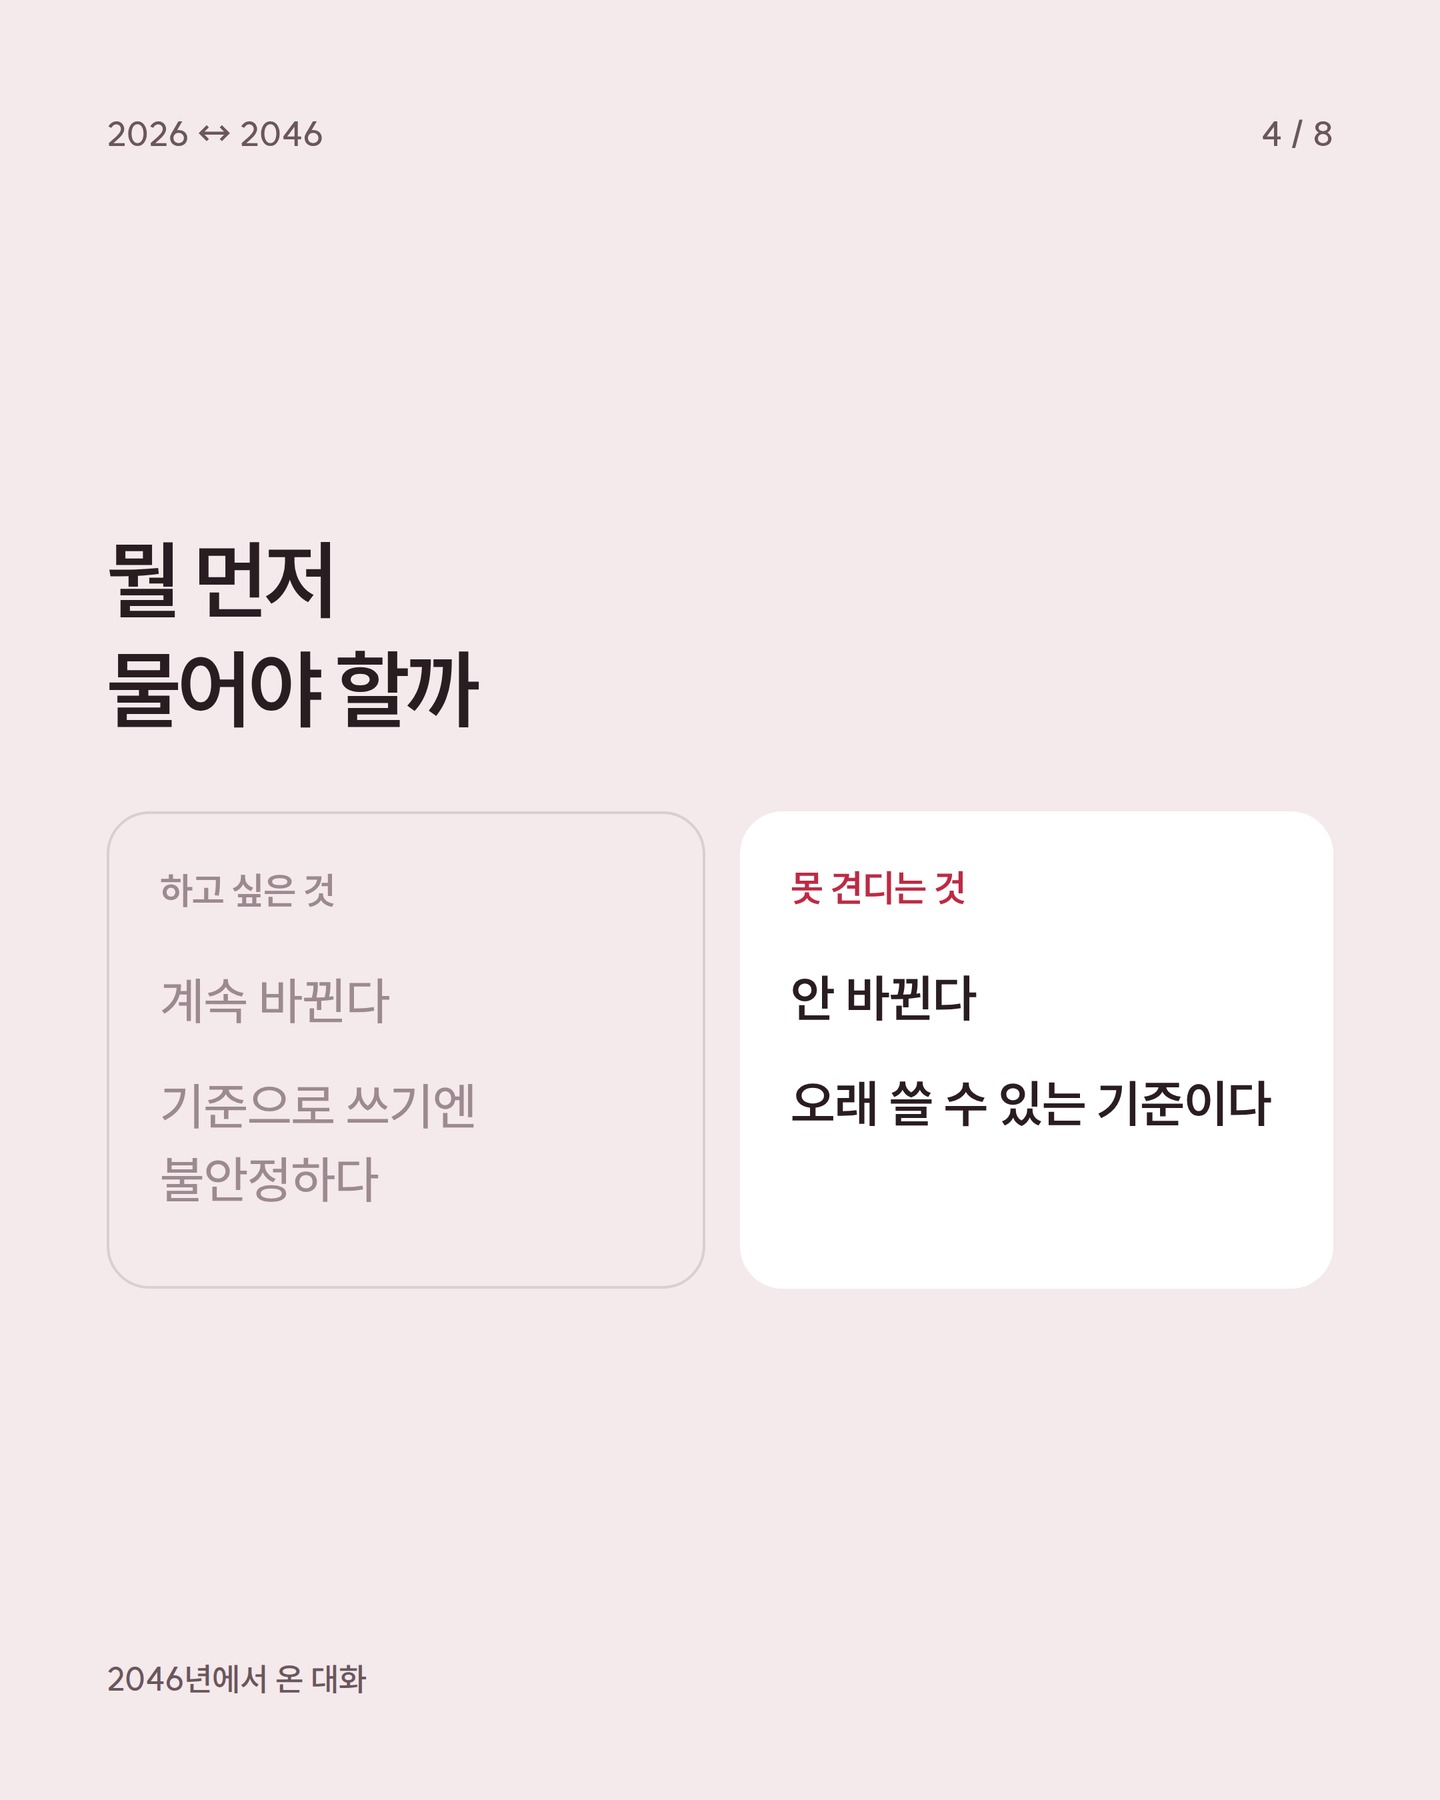 2026 ↔ 2046
4 / 8
뭘 먼저
물어야 할까
하고 싶은 것
계속 바뀐다
기준으로 쓰기엔
불안정하다
못 견디는 것
안 바뀐다
오래 쓸 수 있는 기준이다
2046년에서 온 대화